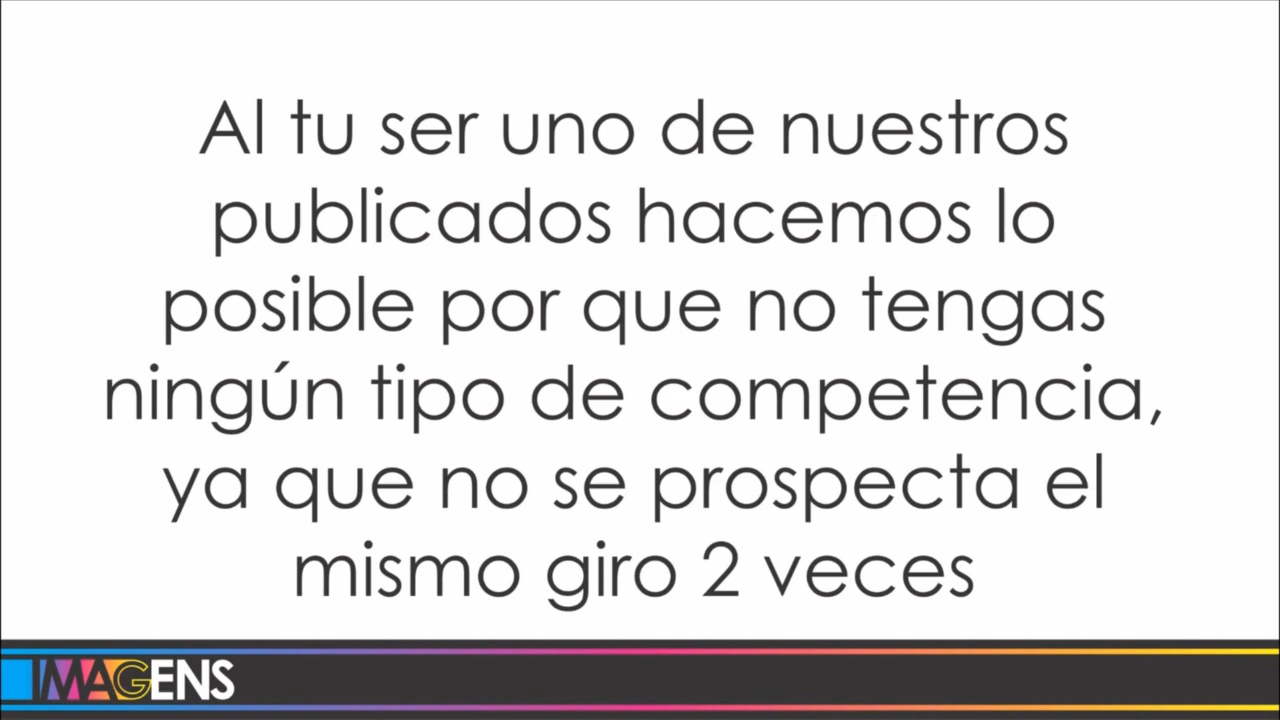 Al tu ser uno de nuestros
publicados hacemos lo
posible por que no tengas
ningún tipo de competencia,
ya que no se prospecta el
mismo giro 2 veces
IMAGENS